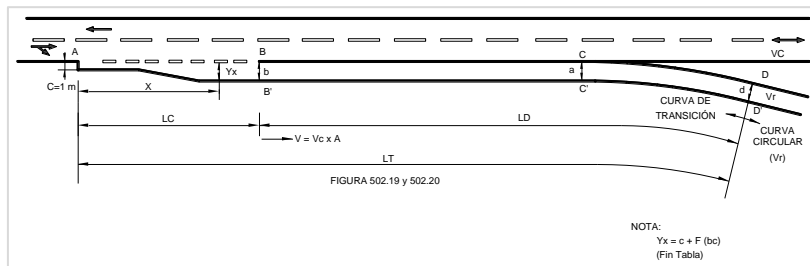 A
B
C
VC
C=1 m
Yx
b
a
D
X
B'
C'
d
Vr
CURVA DE
TRANSICIÓN
D'
LC
LD
CURVA
CIRCULAR
(Vr)
V = Vc x A
LT
FIGURA 502.19 y 502.20
NOTA:
Yx = c + F (bc)
(Fin Tabla)